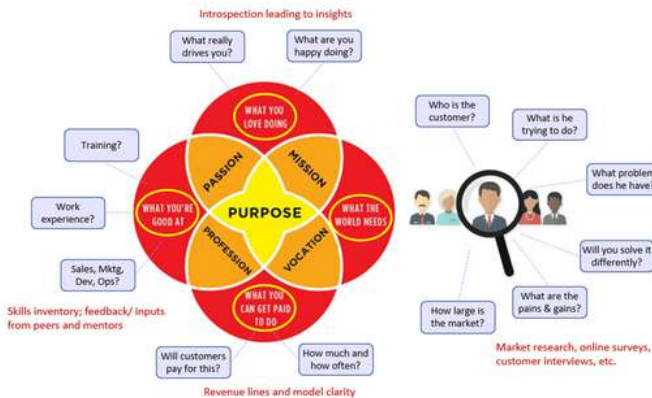 Introspection leading to insights
What really
drives you?
What are you
happy doing?
WHAT YOU
LOVE DOING
Training?
Work
experience?
Sales, Mktg,
Dev, Ops?
Skills inventory; feedback/ inputs
from peers and mentors
PASSION
MISSION
WHAT YOU'RE
GOOD AT
PURPOSE
WHAT THE
WORLD NEEDS
PROFESSION
VOCATION
WHAT YOU
CAN GET PAID
TO DO
Will customers
pay for this?
How much and
how often?
Revenue lines and model clarity
Who is the
customer?
What is he
trying to do?
What problem
does he have?
Will you solve it
differently?
What are the
pains & gains?
How large is
the market?
Market research, online surveys,
customer interviews, etc.